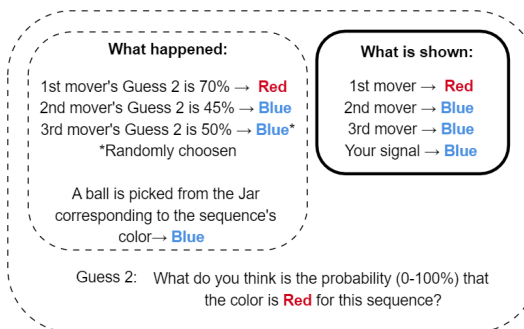 What happened:
1st mover's Guess 2 is 70% → Red
2nd mover's Guess 2 is 45% → Blue
3rd mover's Guess 2 is 50% → Blue*
*Randomly choosen
A ball is picked from the Jar
corresponding to the sequence's
color→ Blue
What is shown:
1st mover → Red
2nd mover → Blue
3rd mover → Blue
Your signal → Blue
Guess 2: What do you think is the probability (0-100%) that
the color is Red for this sequence?